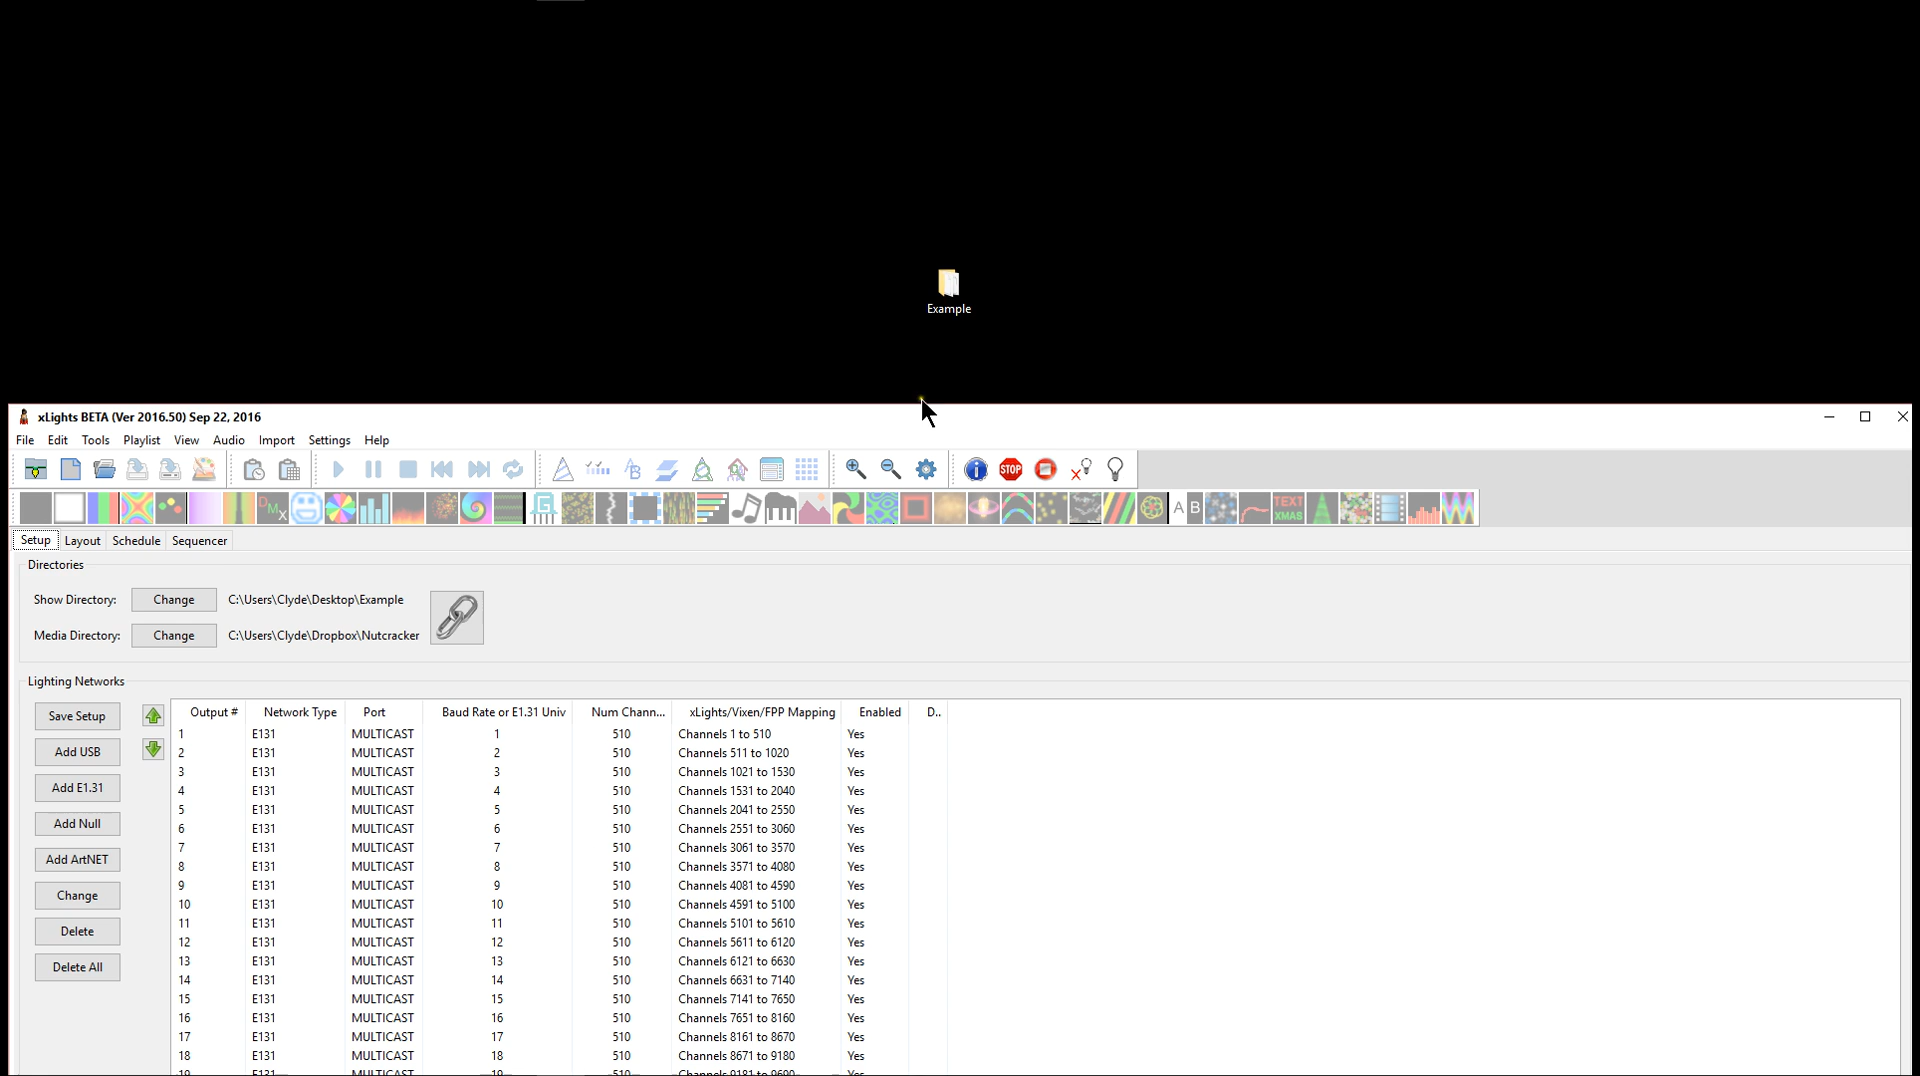 Example
xLights BETA (Ver 2016.50) Sep 22, 2016
File Edit Tools Playlist View Audio Import Settings Help
STOP
DMX A B TEXT XMAS
Setup Layout Schedule Sequencer
Directories
Show Directory: Change C:\Users\Clyde\Desktop\Example
Media Directory: Change C:\Users\Clyde\Dropbox\Nutcracker
Lighting Networks
Save Setup
Add USB
Add E1.31
Add Null
Add ArtNET
Change
Delete
Delete All
Output # Network Type Port Baud Rate or E1.31 Univ Num Chann... xLights/Vixen/FPP Mapping Enabled D..
1 E131 MULTICAST 1 510 Channels 1 to 510 Yes
2 E131 MULTICAST 2 510 Channels 511 to 1020 Yes
3 E131 MULTICAST 3 510 Channels 1021 to 1530 Yes
4 E131 MULTICAST 4 510 Channels 1531 to 2040 Yes
5 E131 MULTICAST 5 510 Channels 2041 to 2550 Yes
6 E131 MULTICAST 6 510 Channels 2551 to 3060 Yes
7 E131 MULTICAST 7 510 Channels 3061 to 3570 Yes
8 E131 MULTICAST 8 510 Channels 3571 to 4080 Yes
9 E131 MULTICAST 9 510 Channels 4081 to 4590 Yes
10 E131 MULTICAST 10 510 Channels 4591 to 5100 Yes
11 E131 MULTICAST 11 510 Channels 5101 to 5610 Yes
12 E131 MULTICAST 12 510 Channels 5611 to 6120 Yes
13 E131 MULTICAST 13 510 Channels 6121 to 6630 Yes
14 E131 MULTICAST 14 510 Channels 6631 to 7140 Yes
15 E131 MULTICAST 15 510 Channels 7141 to 7650 Yes
16 E131 MULTICAST 16 510 Channels 7651 to 8160 Yes
17 E131 MULTICAST 17 510 Channels 8161 to 8670 Yes
18 E131 MULTICAST 18 510 Channels 8671 to 9180 Yes
19 E131 MULTICAST 19 510 Channels 9181 to 9690 Yes